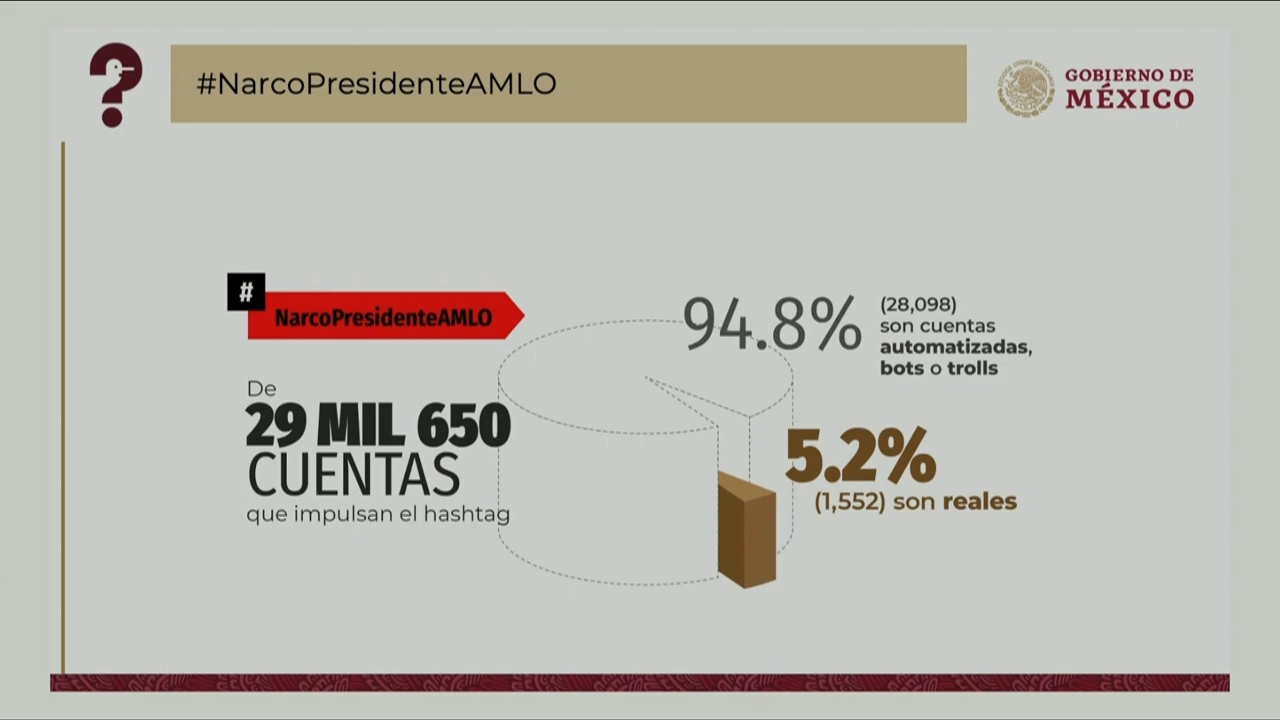 #NarcoPresidenteAMLO
GOBIERNO DE
MÉXICO
#
NarcoPresidenteAMLO
De
29 MIL 650
CUENTAS
que impulsan el hashtag
94.8%
(28,098)
son cuentas
automatizadas,
bots o trolls
5.2%
(1,552) son reales